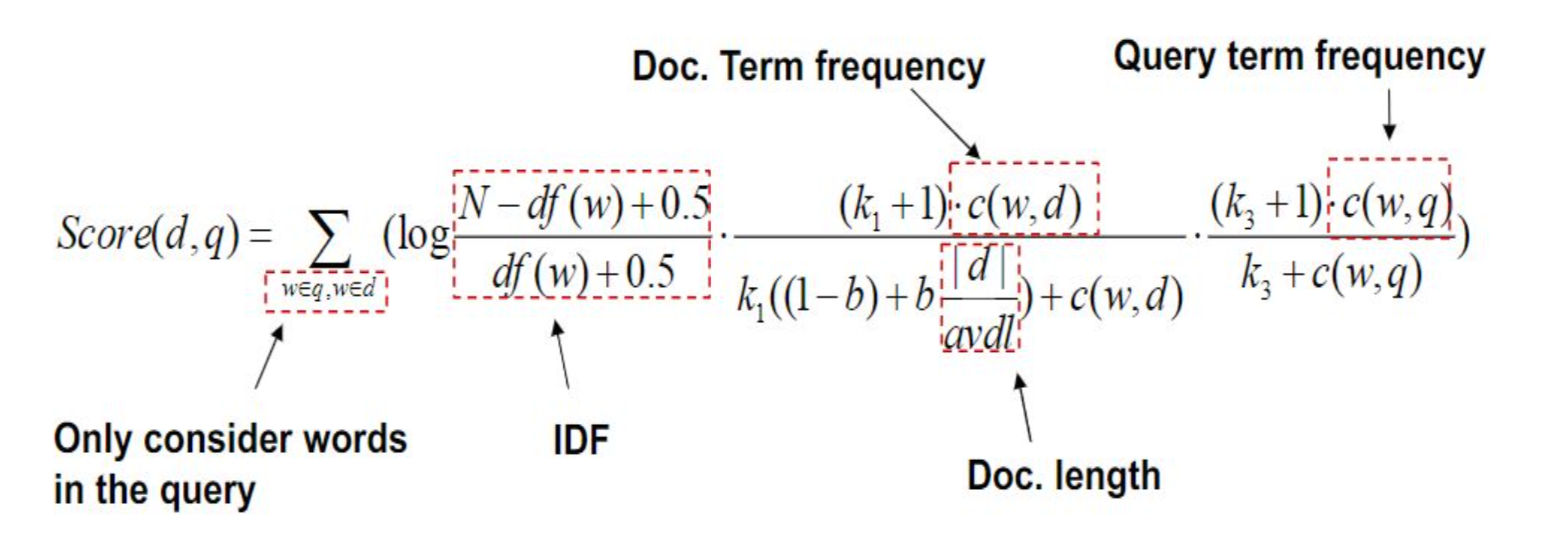 Doc. Term frequency
Query term frequency
Score(d,q) = ∑ (log (N − df(w) + 0.5)/(df(w) + 0.5) · ((k₁ + 1) · c(w,d))/(k₁((1 − b) + b |d|/avdl) + c(w,d)) · ((k₃ + 1) · c(w,q))/(k₃ + c(w,q)))
w∈q,w∈d
Only consider words
in the query
IDF
Doc. length